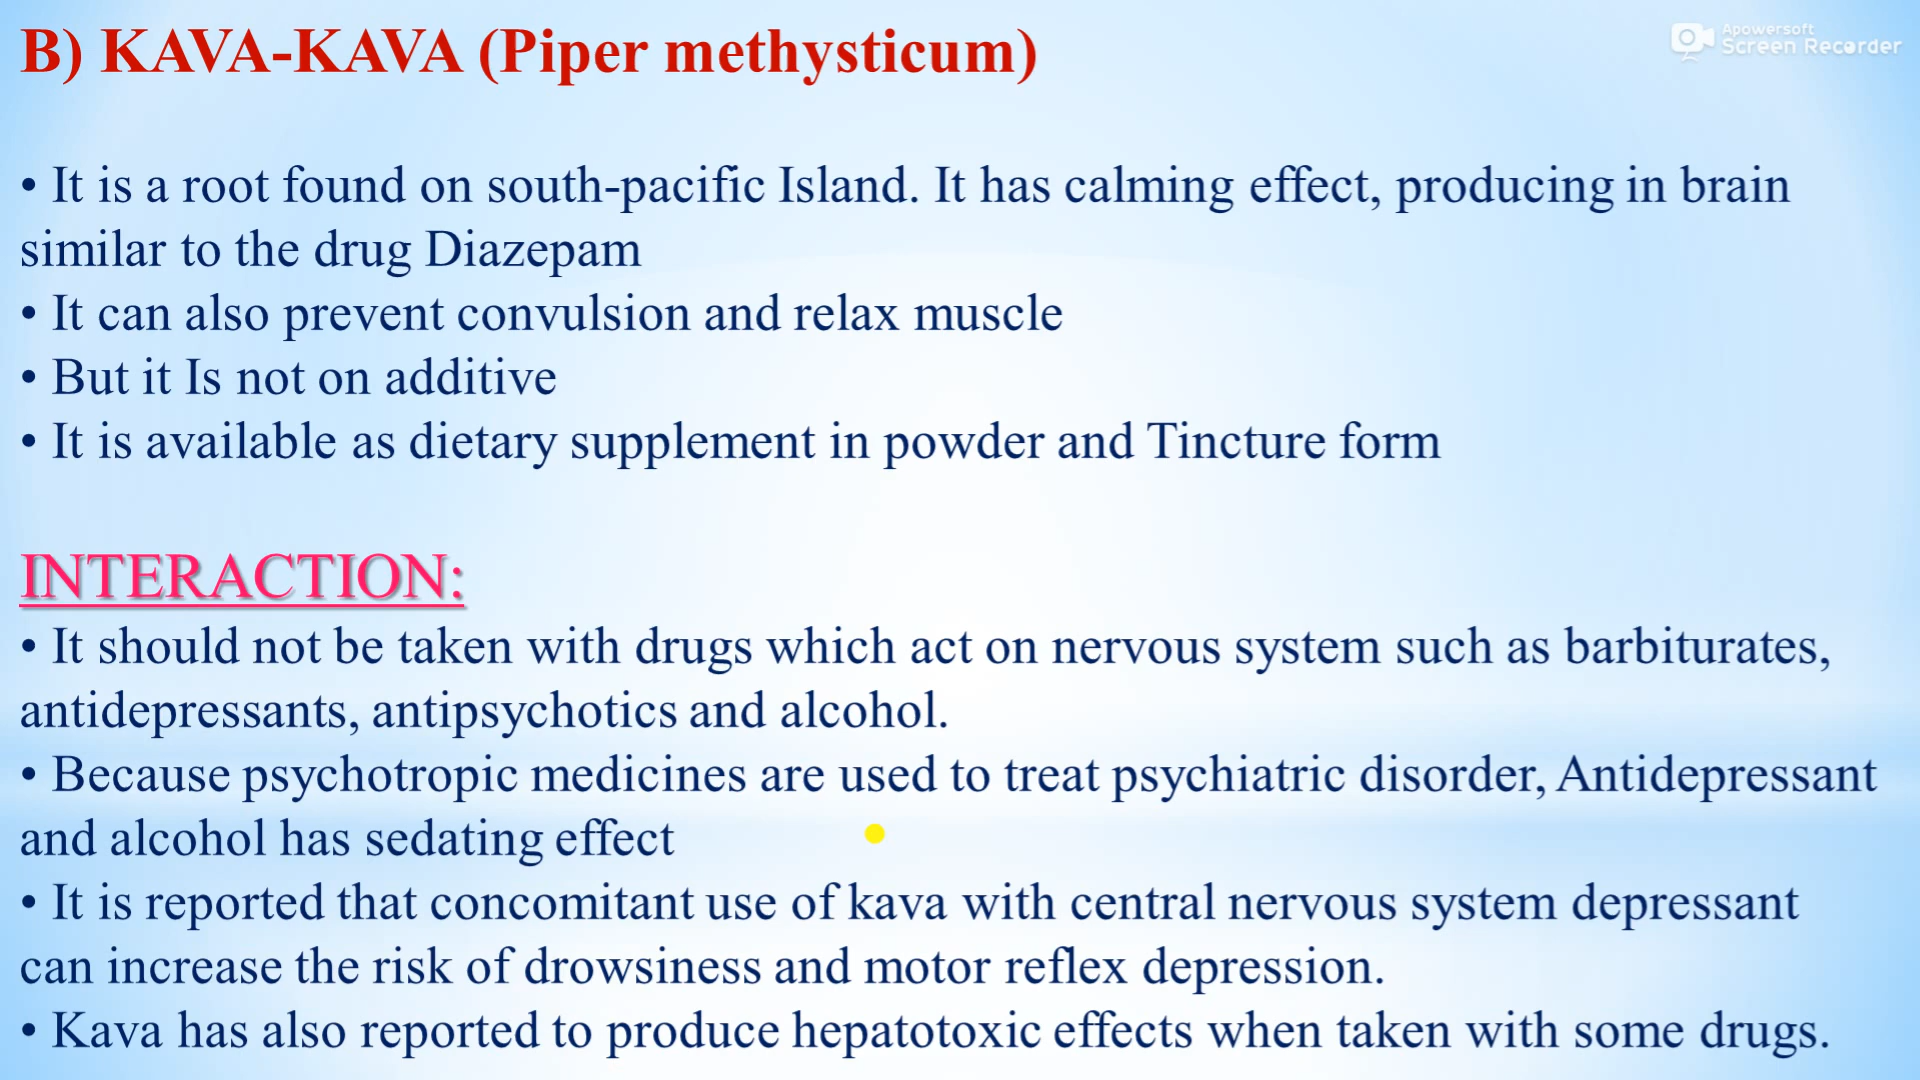 B) KAVA-KAVA (Piper methysticum)
Apowersoft
Screen Recorder
• It is a root found on south-pacific Island. It has calming effect, producing in brain
similar to the drug Diazepam
• It can also prevent convulsion and relax muscle
• But it Is not on additive
• It is available as dietary supplement in powder and Tincture form
INTERACTION:
• It should not be taken with drugs which act on nervous system such as barbiturates,
antidepressants, antipsychotics and alcohol.
• Because psychotropic medicines are used to treat psychiatric disorder, Antidepressant
and alcohol has sedating effect
• It is reported that concomitant use of kava with central nervous system depressant
can increase the risk of drowsiness and motor reflex depression.
• Kava has also reported to produce hepatotoxic effects when taken with some drugs.